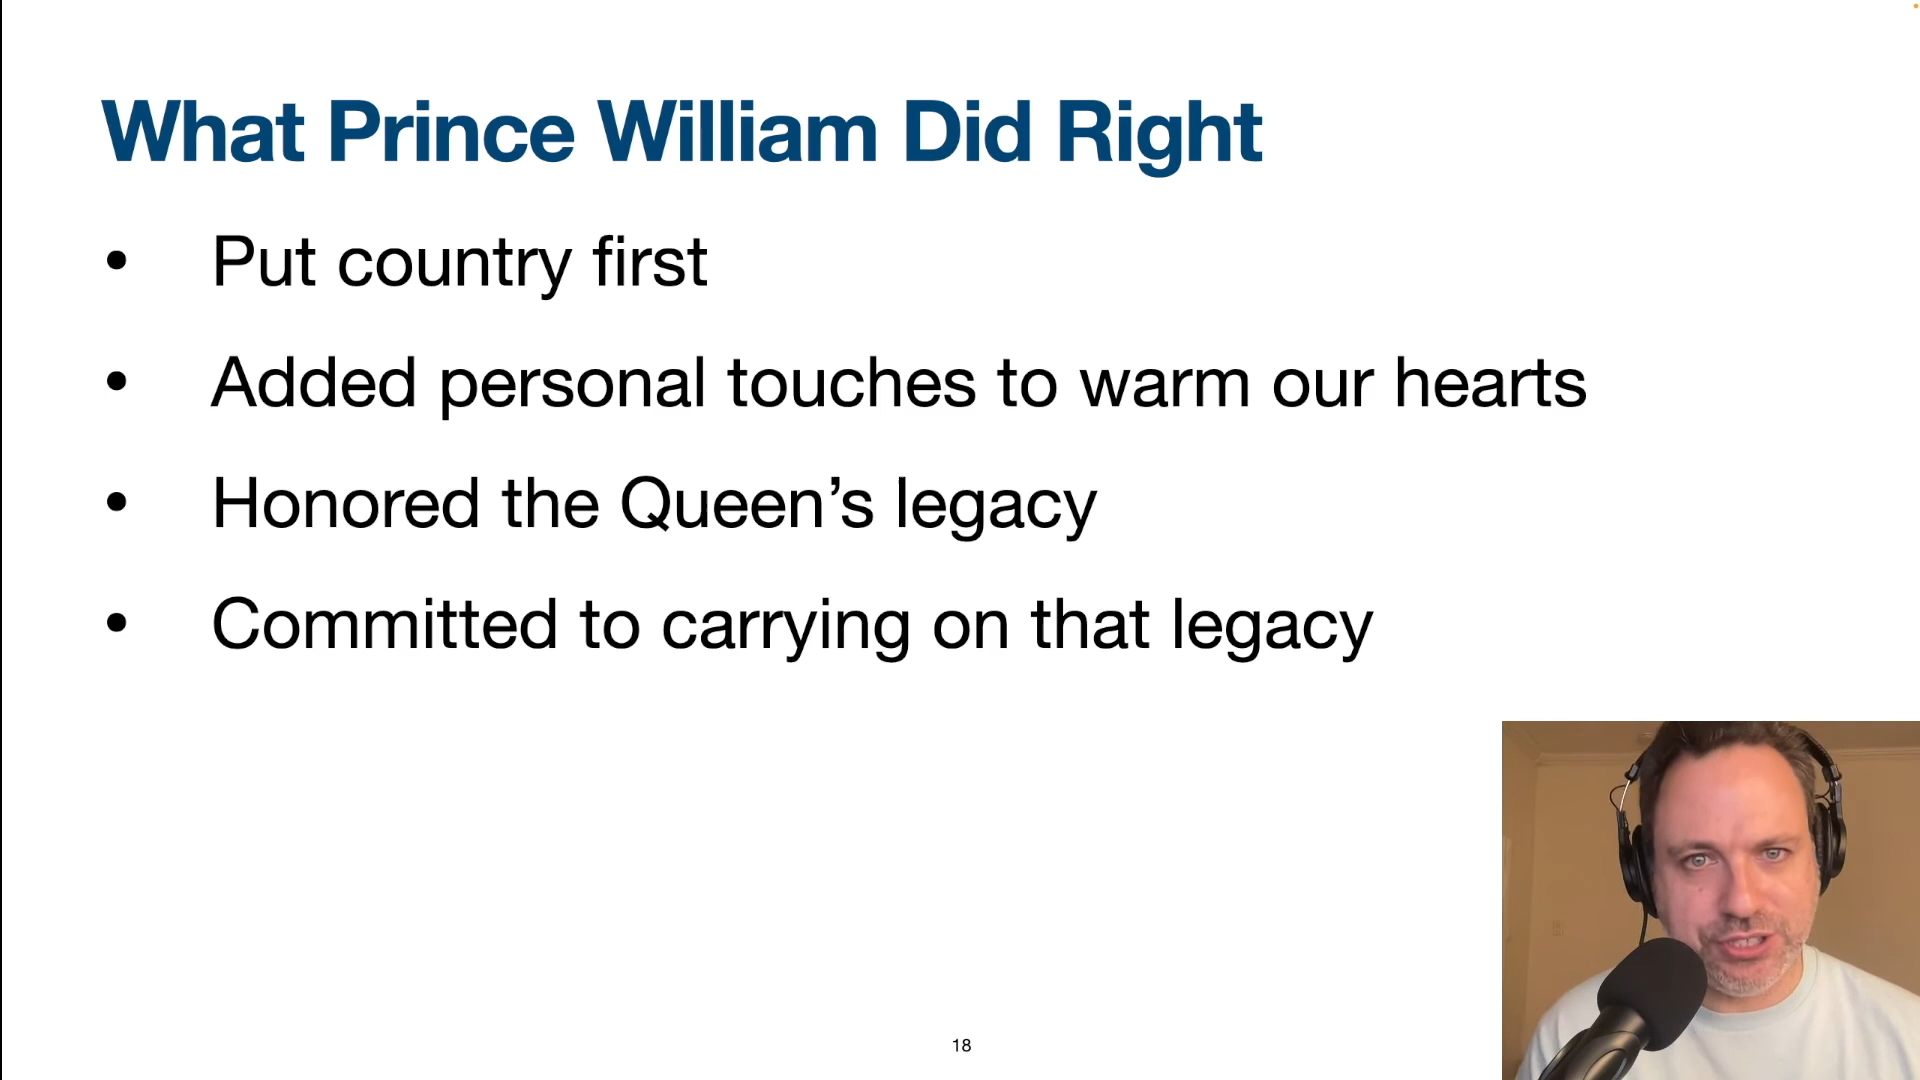 What Prince William Did Right
• Put country first
• Added personal touches to warm our hearts
• Honored the Queen’s legacy
• Committed to carrying on that legacy
18